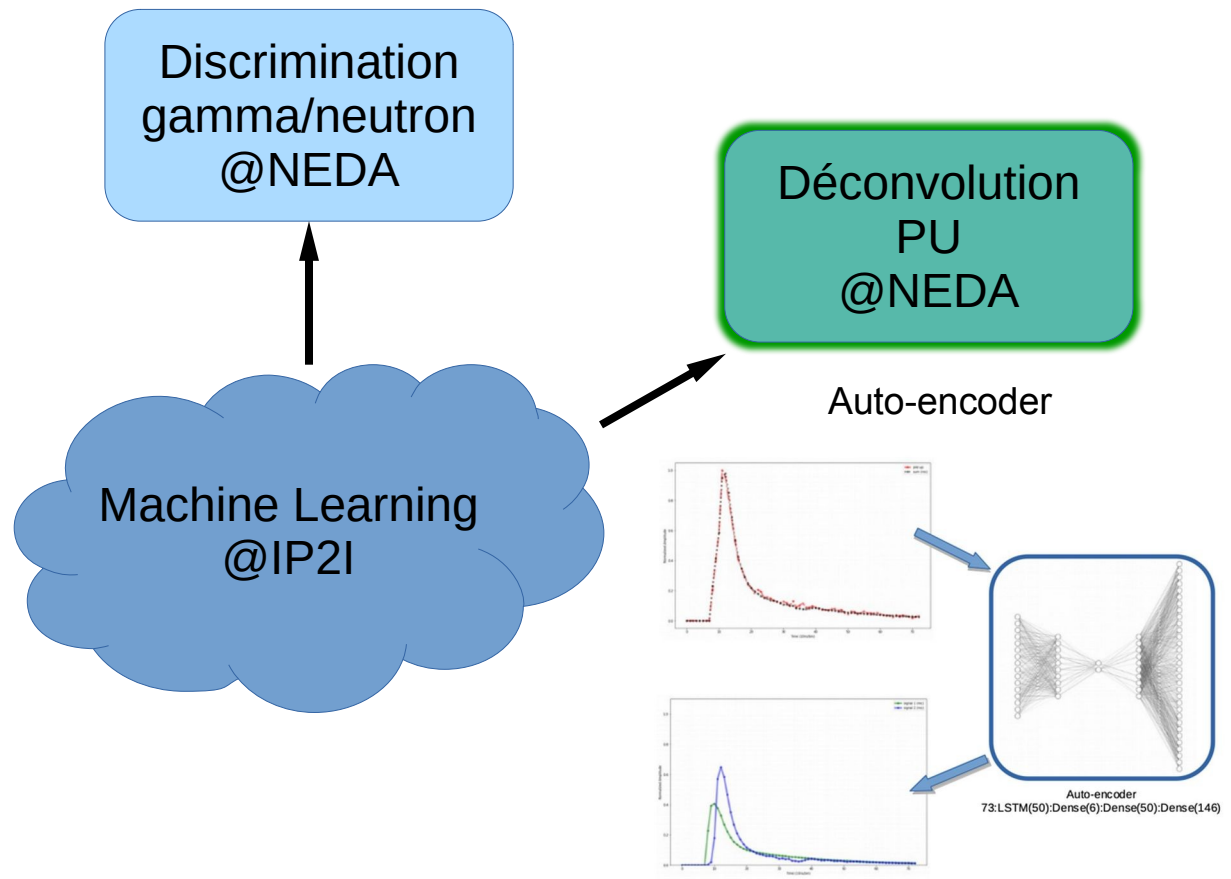 Discrimination
gamma/neutron
@NEDA
Déconvolution
PU
@NEDA
Auto-encoder
Machine Learning
@IP2I
Auto-encoder
73:LSTM(50):Dense(6):Dense(50):Dense(146)